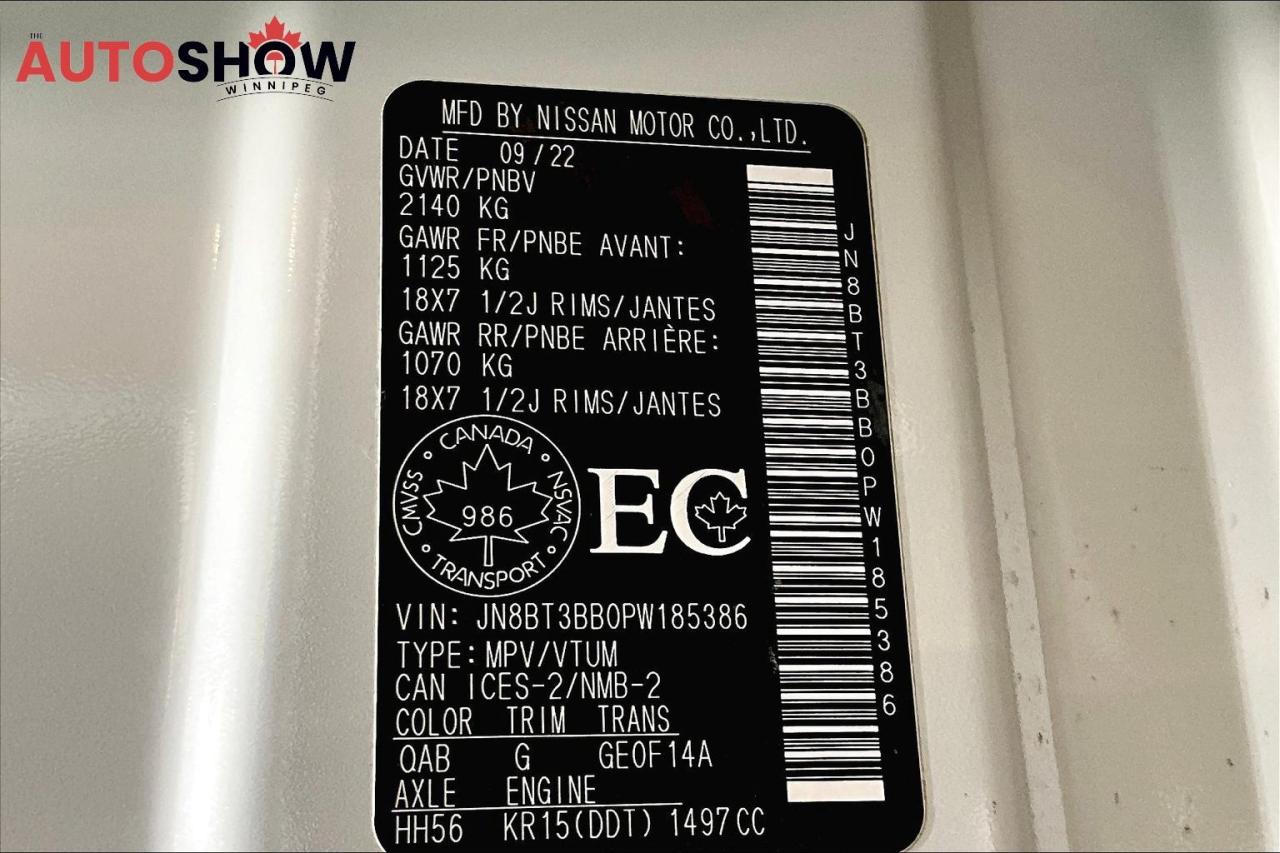 THE
AUTOSHOW
WINNIPEG
MFD BY NISSAN MOTOR CO.,LTD.
DATE 09/22
GVWR/PNBV
2140 KG
GAWR FR/PNBE AVANT:
1125 KG
18X7 1/2J RIMS/JANTES
GAWR RR/PNBE ARRIÈRE:
1070 KG
18X7 1/2J RIMS/JANTES
CANADA
CMVSS
NSVAC
986
TRANSPORT
EC
VIN: JN8BT3BB0PW185386
TYPE: MPV/VTUM
CAN ICES-2/NMB-2
COLOR TRIM TRANS
QAB G GE0F14A
AXLE ENGINE
HH56 KR15(DDT) 1497CC
JN8BT3BB0PW185386